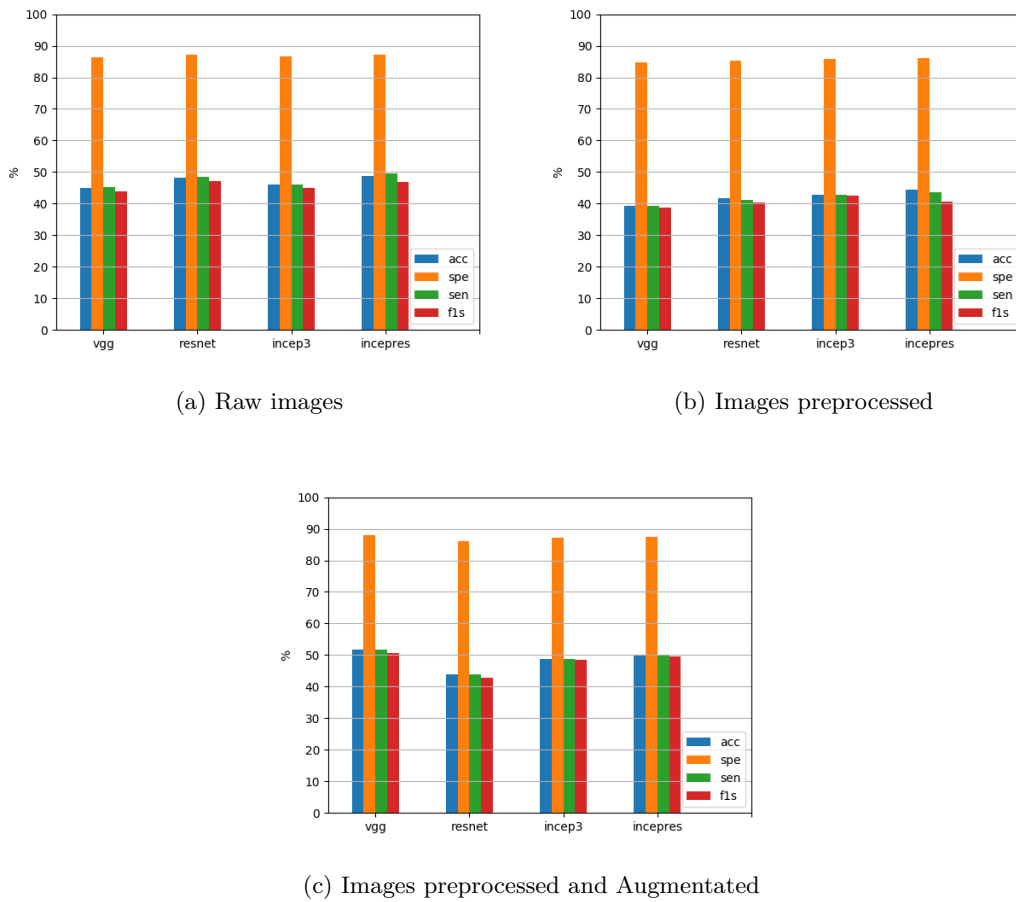 100
90
80
70
60
50
40
30
20
10
0
%
vgg resnet incep3 incepres
acc
spe
sen
f1s
(a) Raw images
100
90
80
70
60
50
40
30
20
10
0
%
vgg resnet incep3 incepres
acc
spe
sen
f1s
(b) Images preprocessed
100
90
80
70
60
50
40
30
20
10
0
%
vgg resnet incep3 incepres
acc
spe
sen
f1s
(c) Images preprocessed and Augmentated